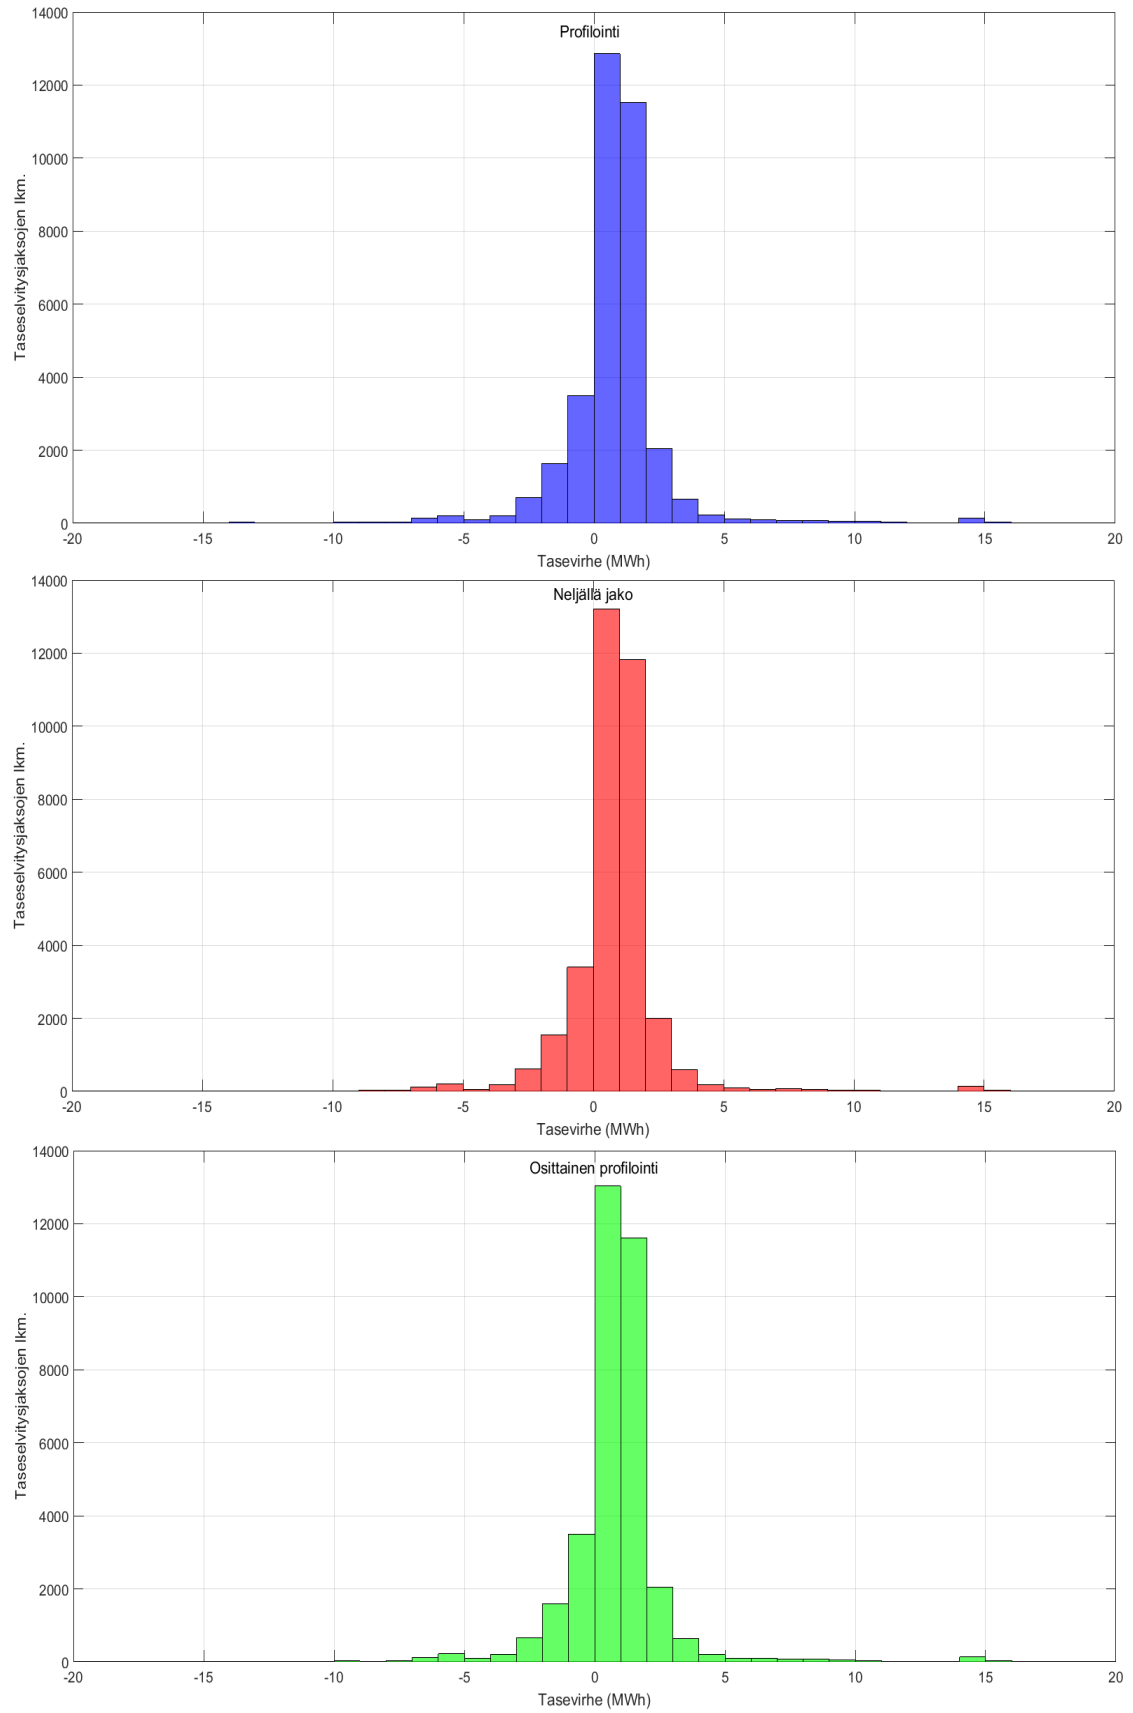 Profilointi
14000
12000
10000
8000
6000
4000
2000
0
Taseselvitysjaksojen lkm.
-20 -15 -10 -5 0 5 10 15 20
Tasevirhe (MWh)
Neljällä jako
14000
12000
10000
8000
6000
4000
2000
0
Taseselvitysjaksojen lkm.
-20 -15 -10 -5 0 5 10 15 20
Tasevirhe (MWh)
Osittainen profilointi
14000
12000
10000
8000
6000
4000
2000
0
Taseselvitysjaksojen lkm.
-20 -15 -10 -5 0 5 10 15 20
Tasevirhe (MWh)